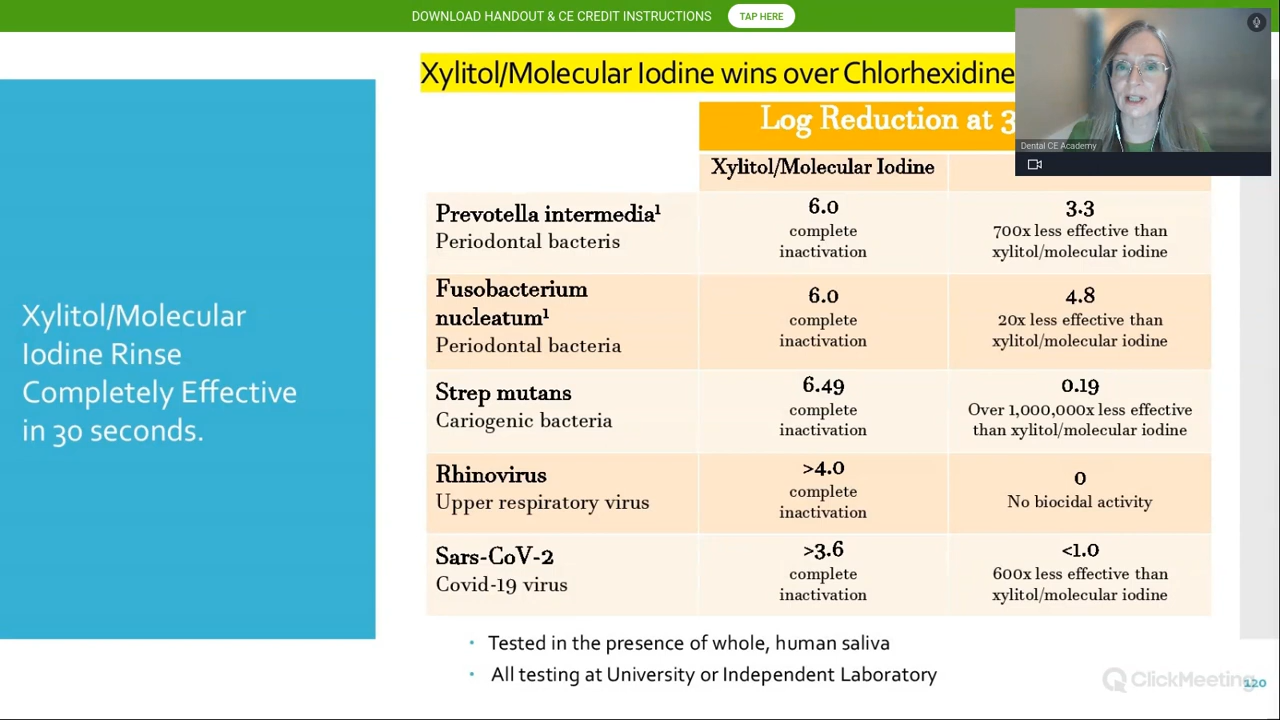 DOWNLOAD HANDOUT & CE CREDIT INSTRUCTIONS TAP HERE
Xylitol/Molecular Iodine wins over Chlorhexidine
Dental CE Academy
Log Reduction at 3
Xylitol/Molecular Iodine
Prevotella intermedia¹
Periodontal bacteris
6.0
complete
inactivation
3.3
700x less effective than
xylitol/molecular iodine
Fusobacterium
nucleatum¹
Periodontal bacteria
6.0
complete
inactivation
4.8
20x less effective than
xylitol/molecular iodine
Strep mutans
Cariogenic bacteria
6.49
complete
inactivation
0.19
Over 1,000,000x less effective
than xylitol/molecular iodine
Rhinovirus
Upper respiratory virus
>4.0
complete
inactivation
0
No biocidal activity
Sars-CoV-2
Covid-19 virus
>3.6
complete
inactivation
<1.0
600x less effective than
xylitol/molecular iodine
Xylitol/Molecular
Iodine Rinse
Completely Effective
in 30 seconds.
• Tested in the presence of whole, human saliva
• All testing at University or Independent Laboratory
ClickMeeting
120